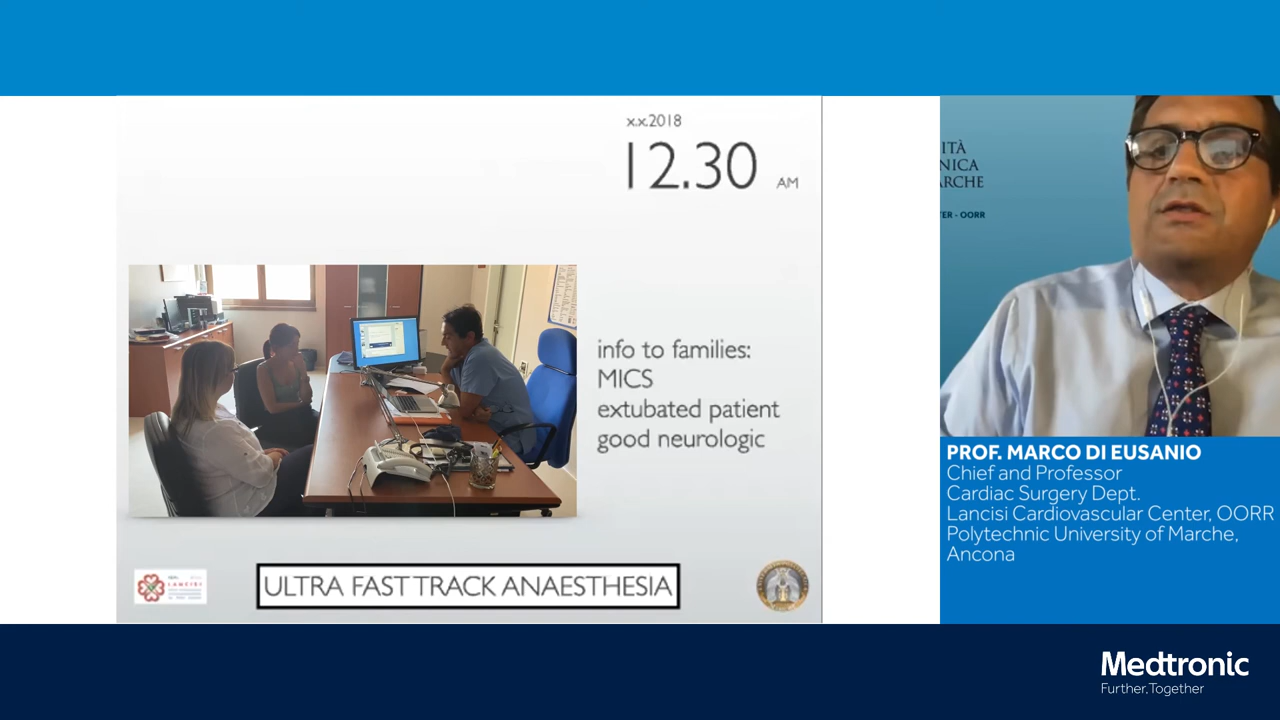 x.x.2018
12.30 AM
info to families:
MICS
extubated patient
good neurologic
LANCISI
ULTRA FAST TRACK ANAESTHESIA
ITÀ
NICA
ARCHE
ER - OORR
PROF. MARCO DI EUSANIO
Chief and Professor
Cardiac Surgery Dept.
Lancisi Cardiovascular Center, OORR
Polytechnic University of Marche,
Ancona
Medtronic
Further, Together